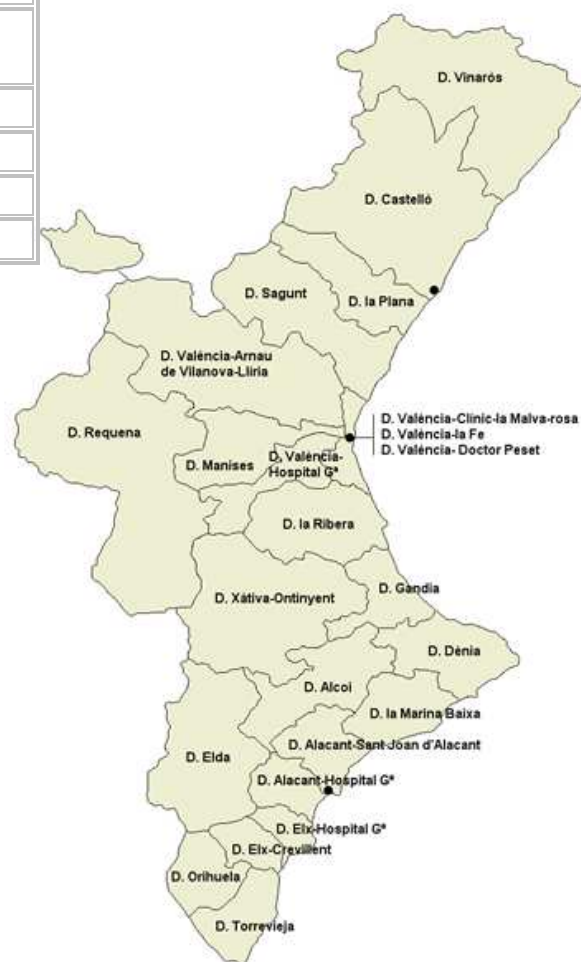 D. Vinarós
D. Castelló
D. Sagunt
D. la Plana
D. València-Arnau
de Vilanova-Llíria
D. València-Clínic-la Malva-rosa
D. València-la Fe
D. València- Doctor Peset
D. Requena
D. Manises
D. València-
Hospital Gª
D. la Ribera
D. Xàtiva-Ontinyent
D. Gandia
D. Dénia
D. Alcoi
D. la Marina Baixa
D. Alacant-Sant Joan d'Alacant
D. Elda
D. Alacant-Hospital Gª
D. Elx-Hospital Gª
D. Elx-Crevillent
D. Orihuela
D. Torrevieja